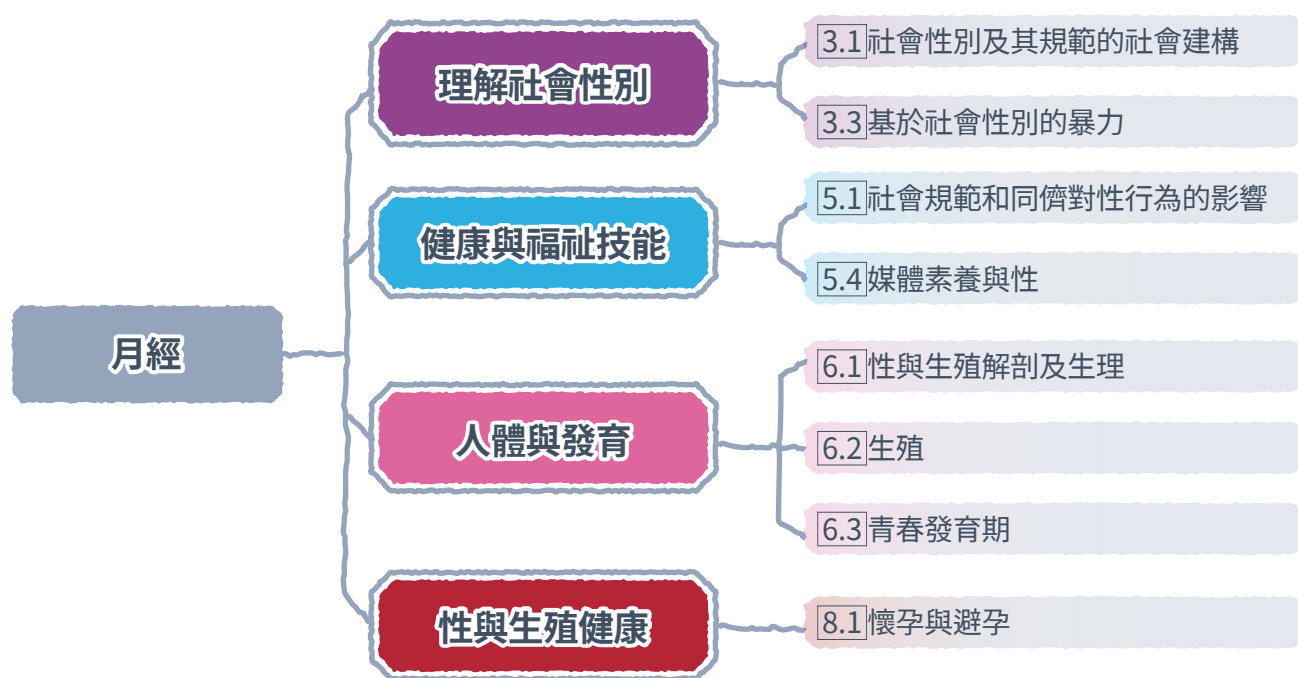 月經
理解社會性別
3.1社會性別及其規範的社會建構
3.3基於社會性別的暴力
健康與福祉技能
5.1社會規範和同儕對性行為的影響
5.4媒體素養與性
人體與發育
6.1性與生殖解剖及生理
6.2生殖
6.3青春發育期
性與生殖健康
8.1懷孕與避孕